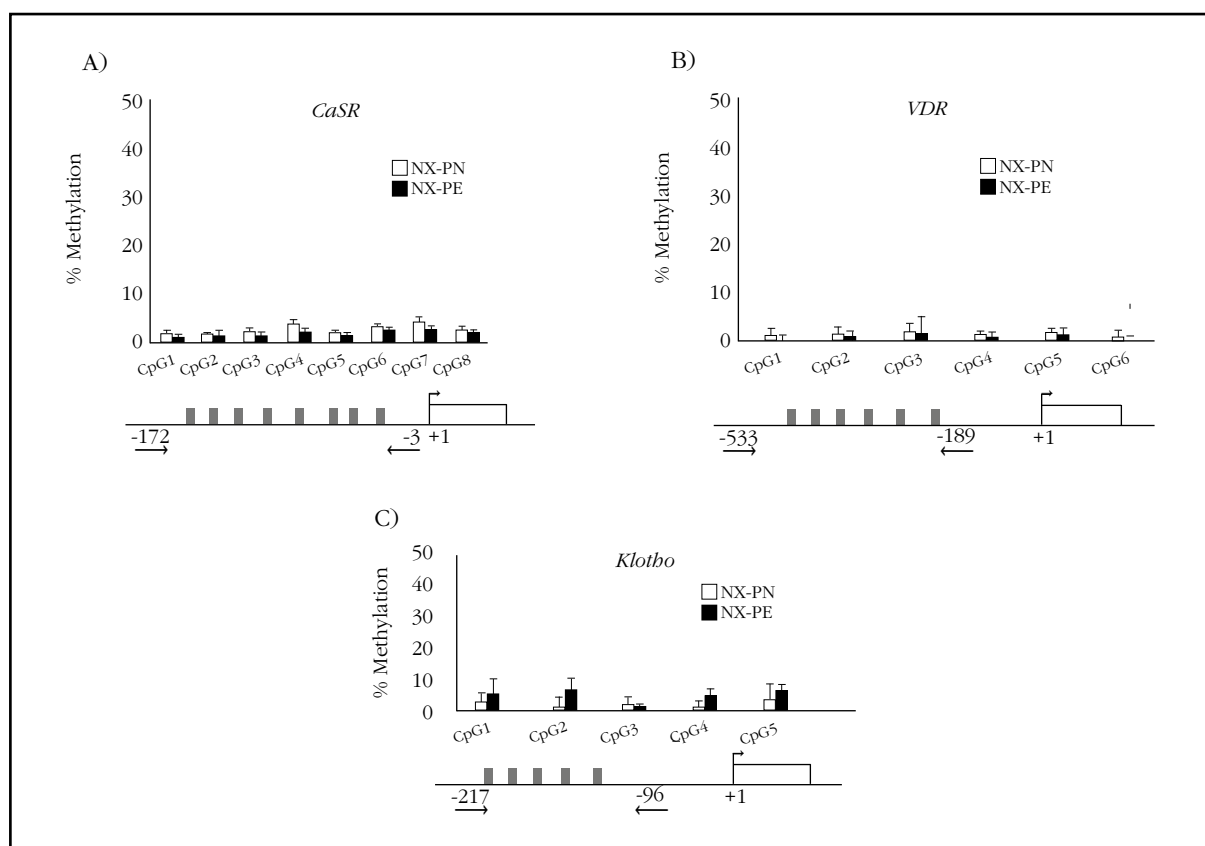 A)
CaSR
% Methylation
50
40
30
20
10
0
NX-PN
NX-PE
CpG1 CpG2 CpG3 CpG4 CpG5 CpG6 CpG7 CpG8
-172 -3 +1
B)
VDR
% Methylation
50
40
30
20
10
0
NX-PN
NX-PE
CpG1 CpG2 CpG3 CpG4 CpG5 CpG6
-533 -189 +1
C)
Klotho
% Methylation
50
40
30
20
10
0
NX-PN
NX-PE
CpG1 CpG2 CpG3 CpG4 CpG5
-217 -96 +1